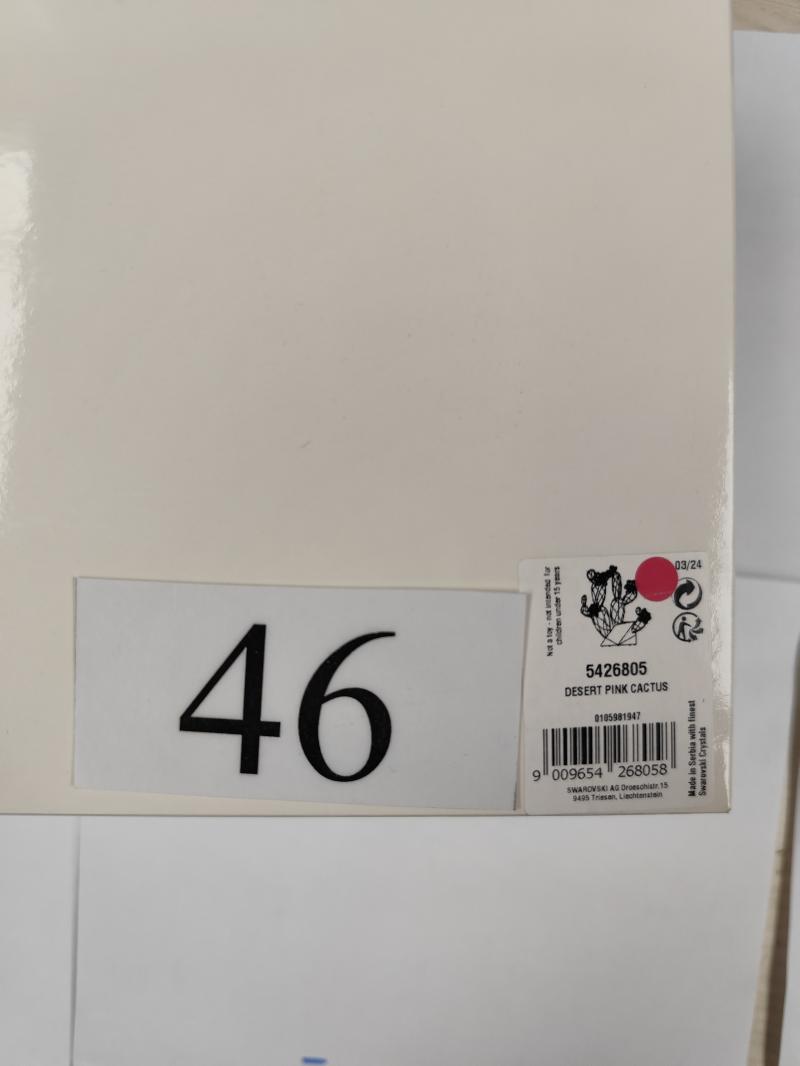 46
Not a toy - not intended for
children under 15 years
03/24
5426805
DESERT PINK CACTUS
0105981947
9 009654 268058
SWAROVSKI AG Droeschistr. 15
9495 Triesen, Liechtenstein
Made in Serbia with finest
Swarovski Crystals